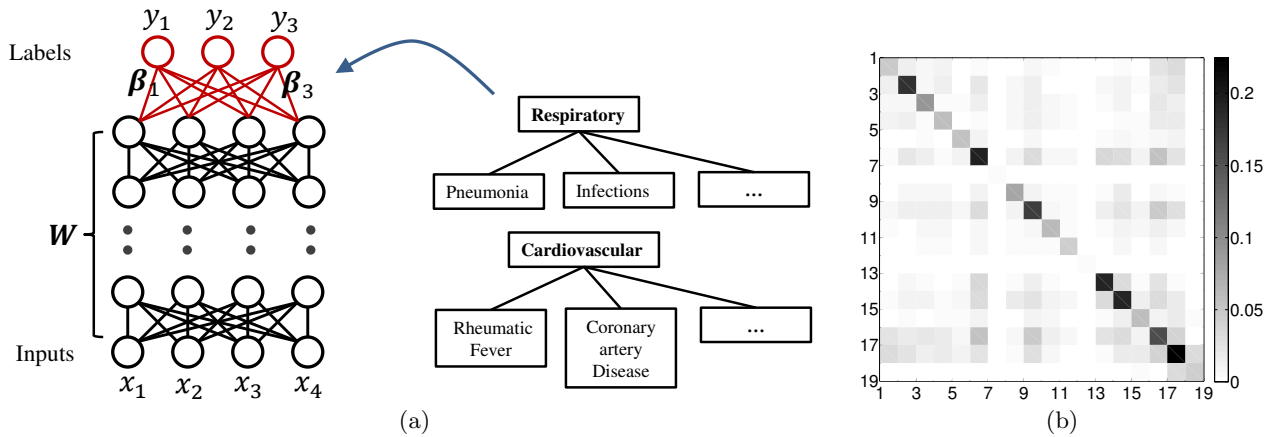 y₁ y₂ y₃
Labels
β₁ β₃
W
Inputs
x₁ x₂ x₃ x₄
Respiratory
Pneumonia Infections ...
Cardiovascular
Rheumatic
Fever
Coronary
artery
Disease
...
(a)
1
3
5
7
9
11
13
15
17
19
1 3 5 7 9 11 13 15 17 19
0.2
0.15
0.1
0.05
0
(b)